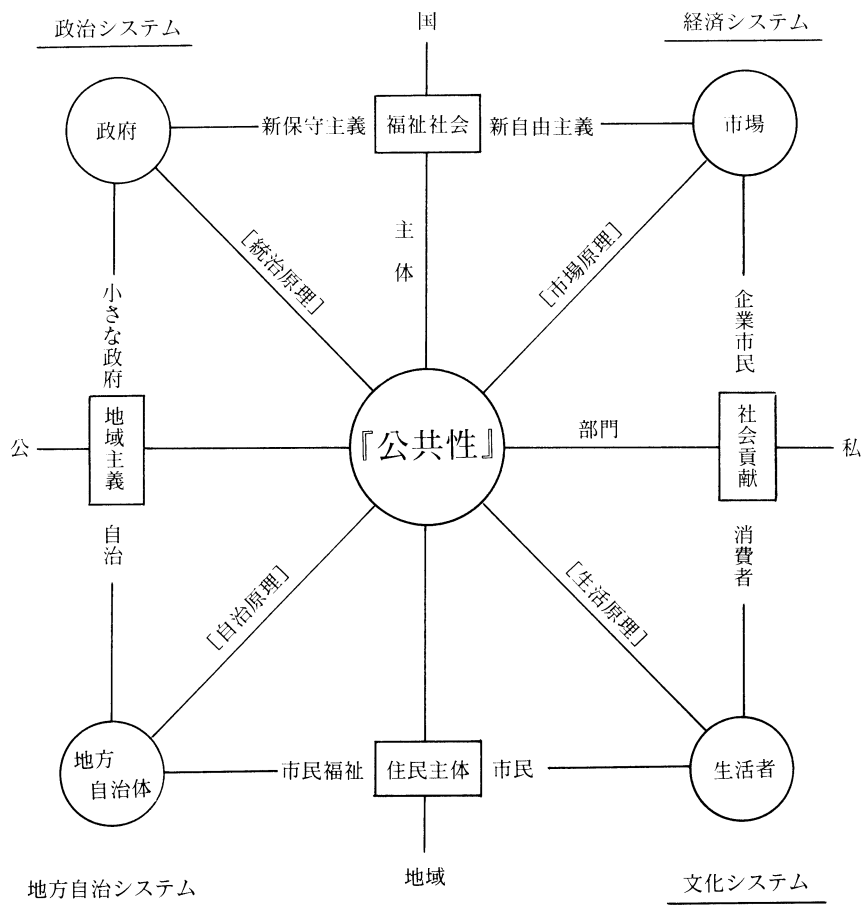 国
政治システム
経済システム
政府
新保守主義
福祉社会
新自由主義
市場
主体
[統治原理]
[市場原理]
小さな政府
企業市民
公
地域主義
『公共性』
部門
社会貢献
私
自治
消費者
[自治原理]
[生活原理]
地方
自治体
市民福祉
住民主体
市民
生活者
地域
地方自治システム
文化システム